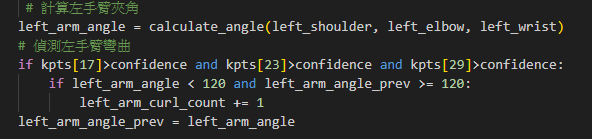 # 計算左手臂夾角
left_arm_angle = calculate_angle(left_shoulder, left_elbow, left_wrist)
# 偵測左手臂彎曲
if kpts[17]>confidence and kpts[23]>confidence and kpts[29]>confidence:
    if left_arm_angle < 120 and left_arm_angle_prev >= 120:
        left_arm_curl_count += 1
left_arm_angle_prev = left_arm_angle